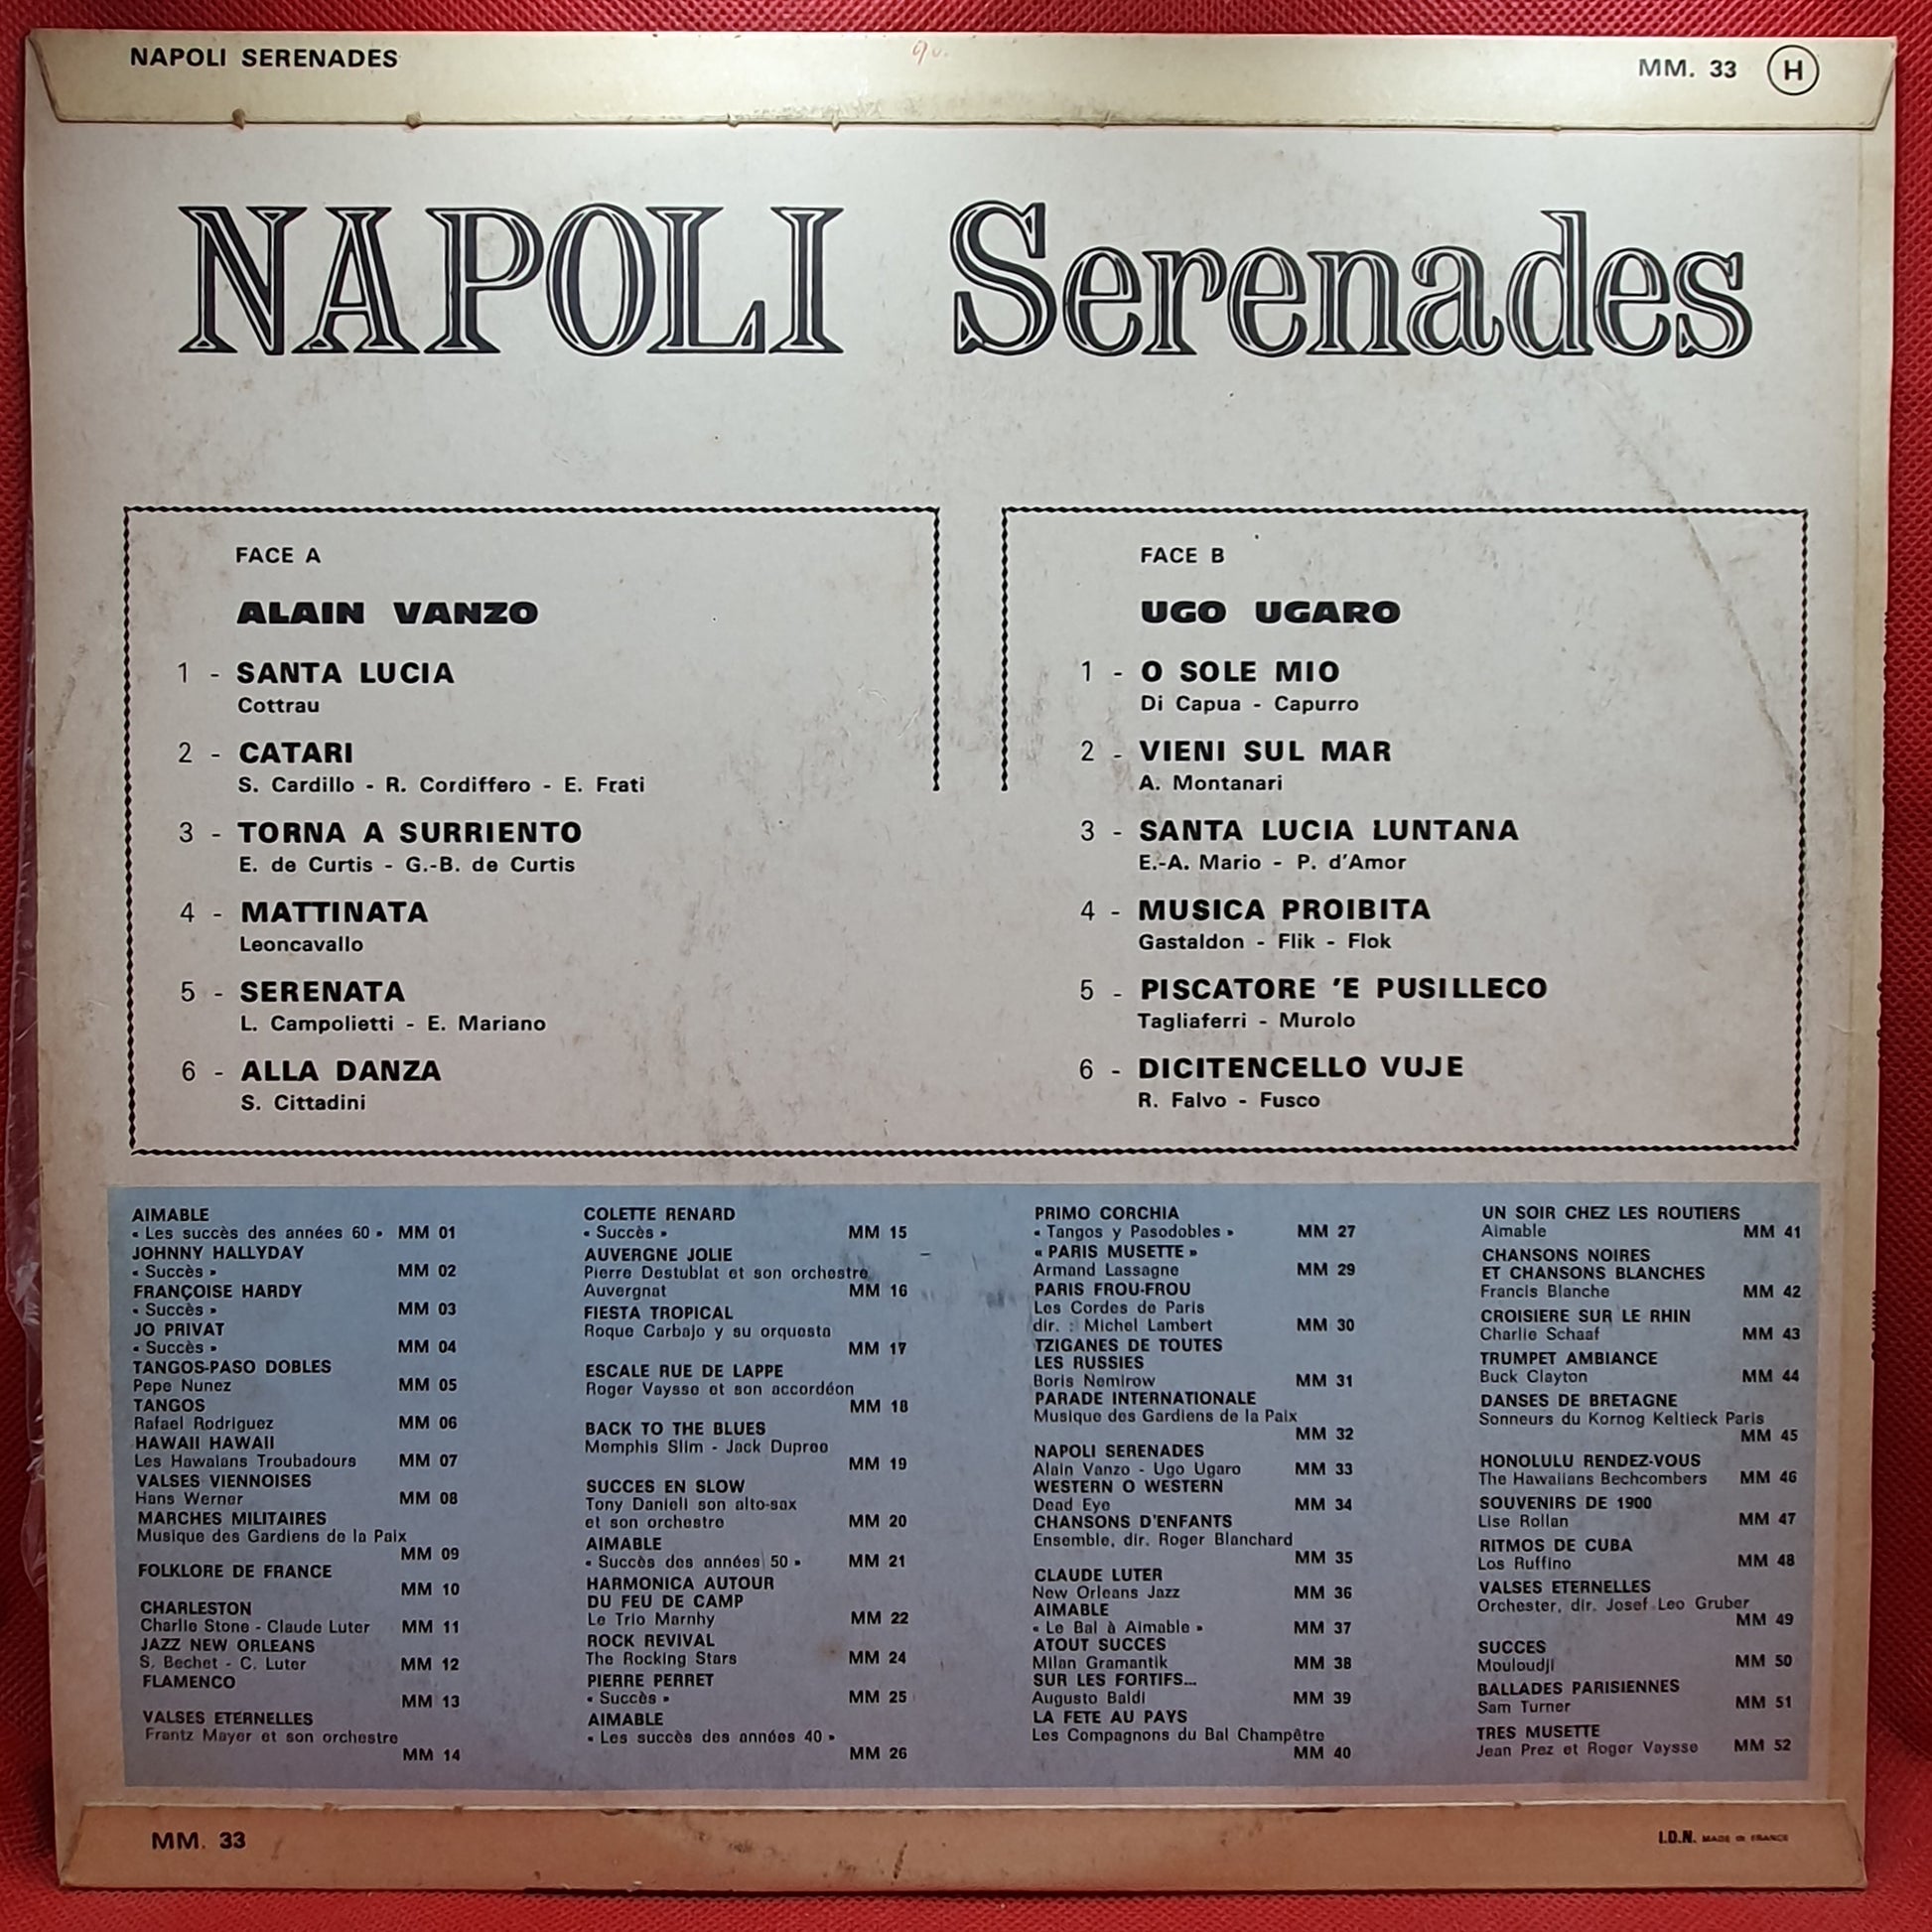 NAPOLI SERENADES
MM. 33 H
NAPOLI Serenades
FACE A
ALAIN VANZO
1 - SANTA LUCIA
Cottrau
2 - CATARI
S. Cardillo - R. Cordiffero - E. Frati
3 - TORNA A SURRIENTO
E. de Curtis - G.-B. de Curtis
4 - MATTINATA
Leoncavallo
5 - SERENATA
L. Campolietti - E. Mariano
6 - ALLA DANZA
S. Cittadini
FACE B
UGO UGARO
1 - O SOLE MIO
Di Capua - Capurro
2 - VIENI SUL MAR
A. Montanari
3 - SANTA LUCIA LUNTANA
E.-A. Mario - P. d'Amor
4 - MUSICA PROIBITA
Gastaldon - Flik - Flok
5 - PISCATORE 'E PUSILLECO
Tagliaferri - Murolo
6 - DICITENCELLO VUJE
R. Falvo - Fusco
AIMABLE
« Les succès des années 60 » MM 01
JOHNNY HALLYDAY
« Succès » MM 02
FRANÇOISE HARDY
« Succès » MM 03
JO PRIVAT
« Succès » MM 04
TANGOS-PASO DOBLES
Pepe Nunez MM 05
TANGOS
Rafael Rodriguez MM 06
HAWAII HAWAII
Les Hawaïans Troubadours MM 07
VALSES VIENNOISES
Hans Werner MM 08
MARCHES MILITAIRES
Musique des Gardiens de la Paix
MM 09
FOLKLORE DE FRANCE
MM 10
CHARLESTON
Charlie Stone - Claude Luter MM 11
JAZZ NEW ORLEANS
S. Bechet - C. Luter MM 12
FLAMENCO
MM 13
VALSES ETERNELLES
Frantz Mayer et son orchestre
MM 14
COLETTE RENARD
« Succès » MM 15
AUVERGNE JOLIE
Pierre Destublat et son orchestre
Auvergnat MM 16
FIESTA TROPICAL
Roque Carbajo y su orquesta
MM 17
ESCALE RUE DE LAPPE
Roger Vaysse et son accordéon
MM 18
BACK TO THE BLUES
Memphis Slim - Jack Dupree
MM 19
SUCCES EN SLOW
Tony Danieli son alto-sax
et son orchestre MM 20
AIMABLE
« Succès des années 50 » MM 21
HARMONICA AUTOUR
DU FEU DE CAMP
Le Trio Marnhy MM 22
ROCK REVIVAL
The Rocking Stars MM 24
PIERRE PERRET
« Succès » MM 25
AIMABLE
« Les succès des années 40 »
MM 26
PRIMO CORCHIA
« Tangos y Pasodobles » MM 27
« PARIS MUSETTE »
Armand Lassagne MM 29
PARIS FROU-FROU
Les Cordes de Paris
dir. : Michel Lambert MM 30
TZIGANES DE TOUTES
LES RUSSIES
Boris Nemirow MM 31
PARADE INTERNATIONALE
Musique des Gardiens de la Paix
MM 32
NAPOLI SERENADES
Alain Vanzo - Ugo Ugaro MM 33
WESTERN O WESTERN
Dead Eye MM 34
CHANSONS D'ENFANTS
Ensemble, dir. Roger Blanchard
MM 35
CLAUDE LUTER
New Orleans Jazz MM 36
AIMABLE
« Le Bal à Aimable » MM 37
ATOUT SUCCES
Milan Gramantik MM 38
SUR LES FORTIFS...
Augusto Baldi MM 39
LA FETE AU PAYS
Les Compagnons du Bal Champêtre
MM 40
UN SOIR CHEZ LES ROUTIERS
Aimable MM 41
CHANSONS NOIRES
ET CHANSONS BLANCHES
Francis Blanche MM 42
CROISIERE SUR LE RHIN
Charlie Schaaf MM 43
TRUMPET AMBIANCE
Buck Clayton MM 44
DANSES DE BRETAGNE
Sonneurs du Kornog Keltieck Paris
MM 45
HONOLULU RENDEZ-VOUS
The Hawaiians Bechcombers MM 46
SOUVENIRS DE 1900
Lise Rollan MM 47
RITMOS DE CUBA
Los Ruffino MM 48
VALSES ETERNELLES
Orchester, dir. Josef Leo Gruber
MM 49
SUCCES
Mouloudji MM 50
BALLADES PARISIENNES
Sam Turner MM 51
TRES MUSETTE
Jean Prez et Roger Vaysse MM 52
MM. 33
I.D.N. MADE IN FRANCE